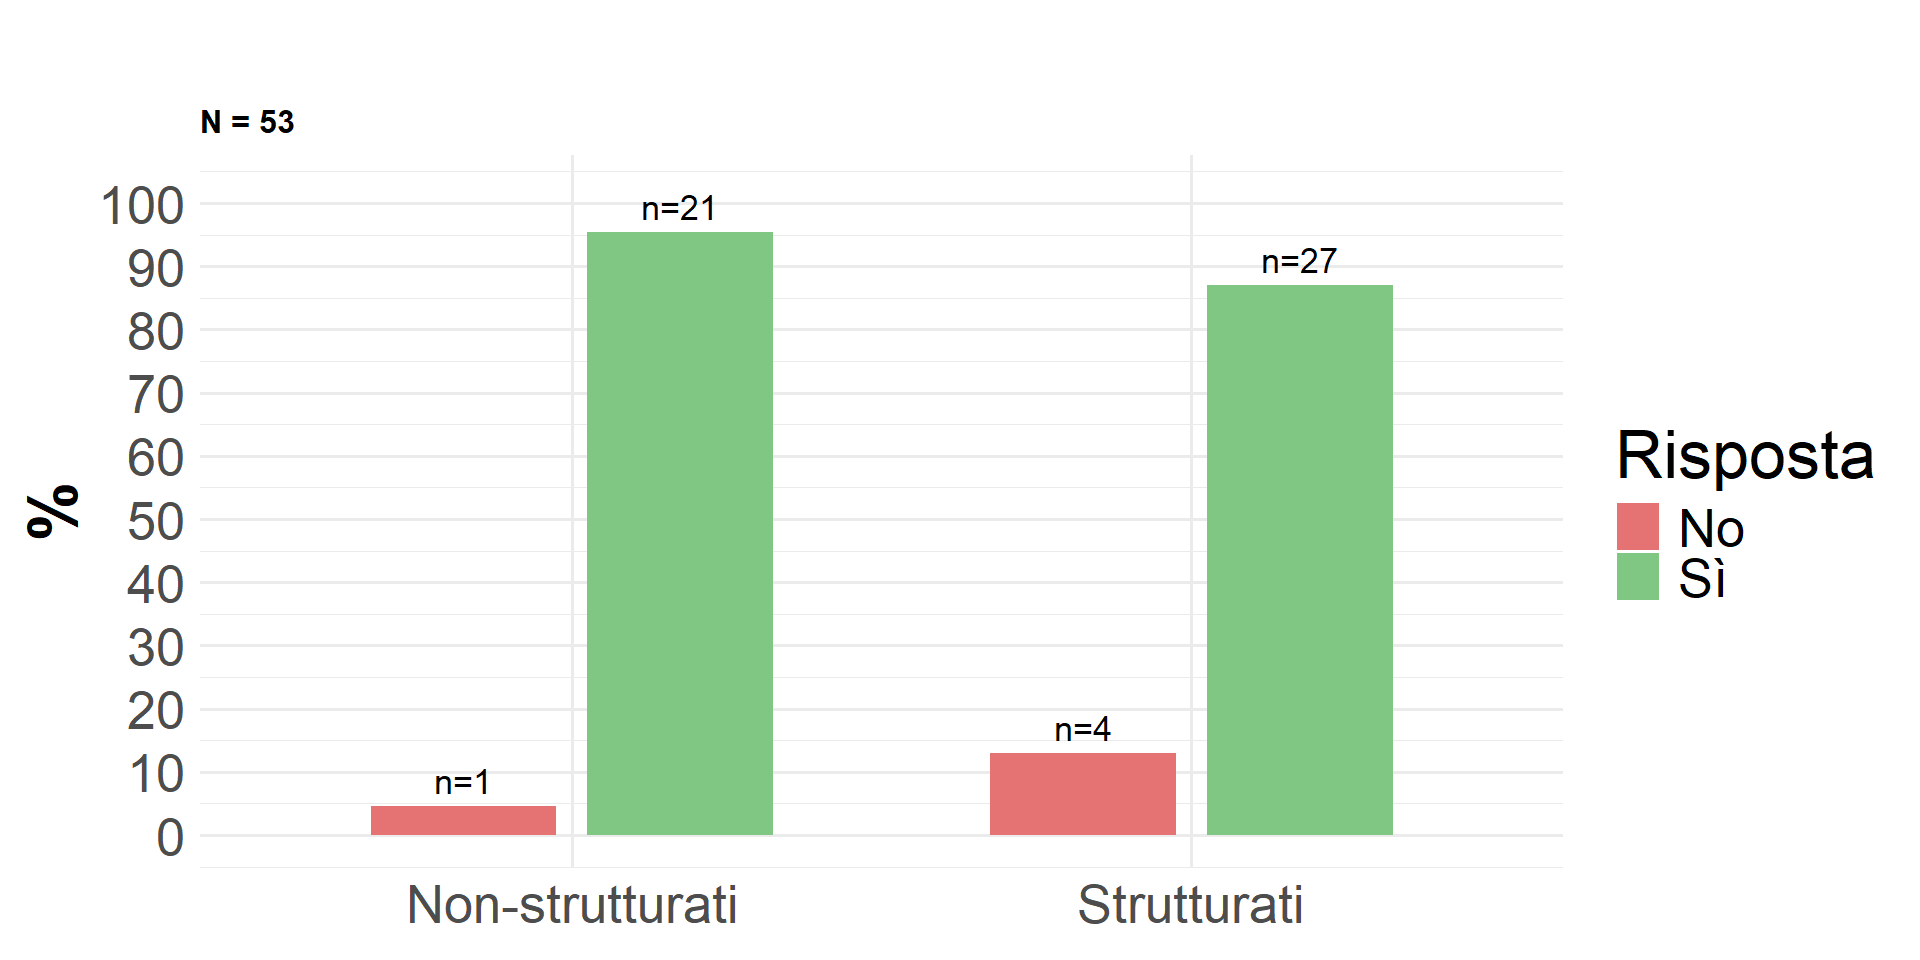 N = 53
%
100
90
80
70
60
50
40
30
20
10
0
n=1
n=21
n=4
n=27
Non-strutturati
Strutturati
Risposta
No
Sì